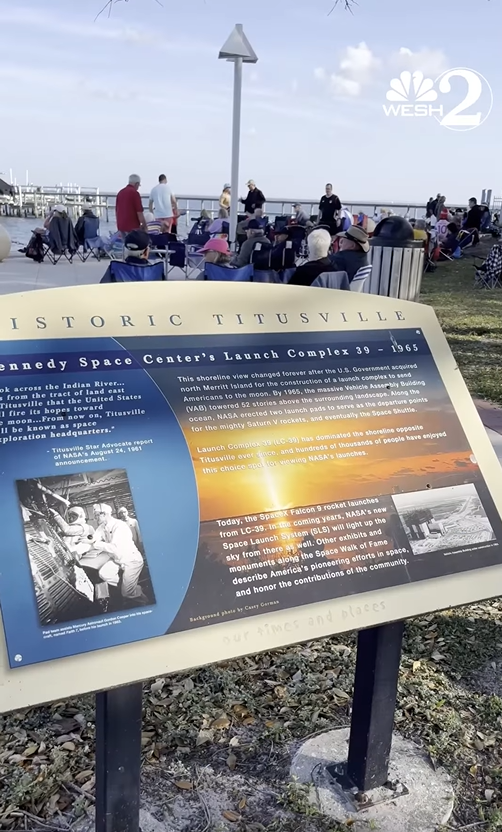 WESH 2
ISTORIC TITUSVILLE
ennedy Space Center's Launch Complex 39 – 1965
ok across the Indian River...
s from the tract of land east
Titusville that the United States
ll fire its hopes toward
e moon...From now on, Titusville
ll be known as space
xploration headquarters."
- Titusville Star Advocate report
of NASA's August 24, 1961
announcement.
This shoreline view changed forever after the U.S. Government acquired
north Merritt Island for the construction of a launch complex to send
Americans to the moon. By 1965, the massive Vehicle Assembly Building
(VAB) towered 52 stories above the surrounding landscape. Along the
ocean, NASA erected two launch pads to serve as the departure points
for the mighty Saturn V rockets, and eventually the Space Shuttle.
Launch Complex 39 (LC-39) has dominated the shoreline opposite
Titusville ever since, and hundreds of thousands of people have enjoyed
this choice spot for viewing NASA's launches.
Today, the SpaceX Falcon 9 rocket launches
from LC-39. In the coming years, NASA's new
Space Launch System (SLS) will light up the
sky from there as well. Other exhibits and
monuments along the Space Walk of Fame
describe America's pioneering efforts in space,
and honor the contributions of the community.
Background photo by Casey Gorman
our times and places